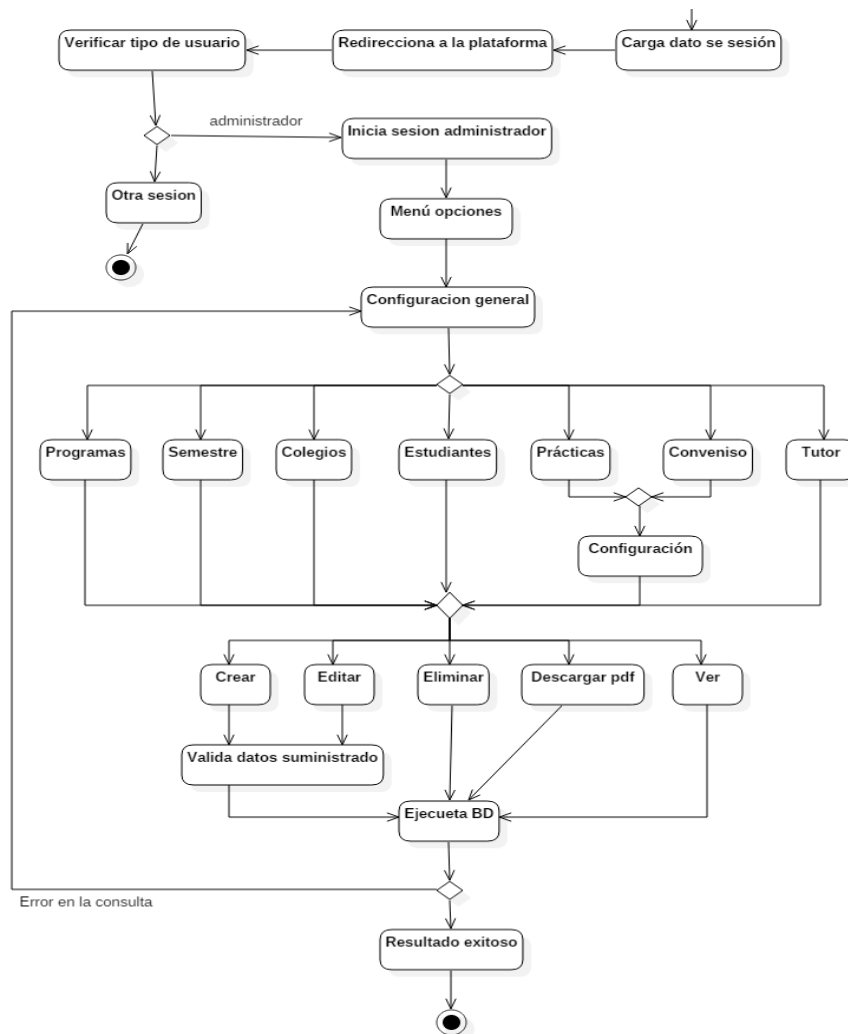 Verificar tipo de usuario
Redirecciona a la plataforma
Carga dato se sesión
administrador
Inicia sesion administrador
Otra sesion
Menú opciones
Configuracion general
Programas
Semestre
Colegios
Estudiantes
Prácticas
Conveniso
Tutor
Configuración
Crear
Editar
Eliminar
Descargar pdf
Ver
Valida datos suministrado
Ejecueta BD
Error en la consulta
Resultado exitoso